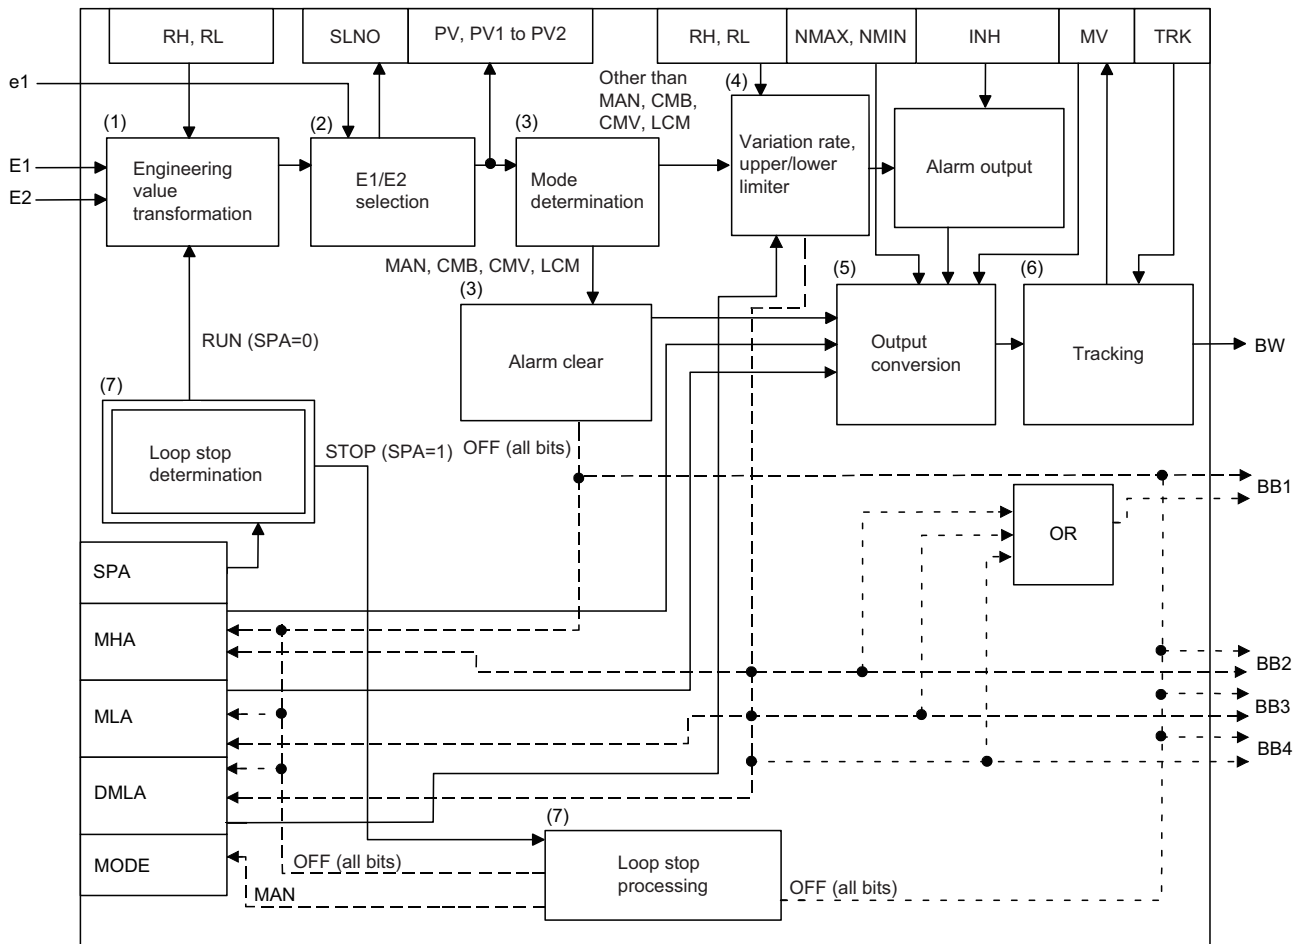 RH, RL
SLNO
PV, PV1 to PV2
RH, RL
NMAX, NMIN
INH
MV
TRK
e1
E1
E2
(1)
Engineering
value
transformation
(2)
E1/E2
selection
(3)
Mode
determination
Other than
MAN, CMB,
CMV, LCM
(4)
Variation rate,
upper/lower
limiter
Alarm output
MAN, CMB, CMV, LCM
(3)
Alarm clear
(5)
Output
conversion
(6)
Tracking
BW
RUN (SPA=0)
(7)
Loop stop
determination
STOP (SPA=1)
OFF (all bits)
OR
BB1
BB2
BB3
BB4
SPA
MHA
MLA
DMLA
MODE
(7)
Loop stop
processing
OFF (all bits)
MAN
OFF (all bits)